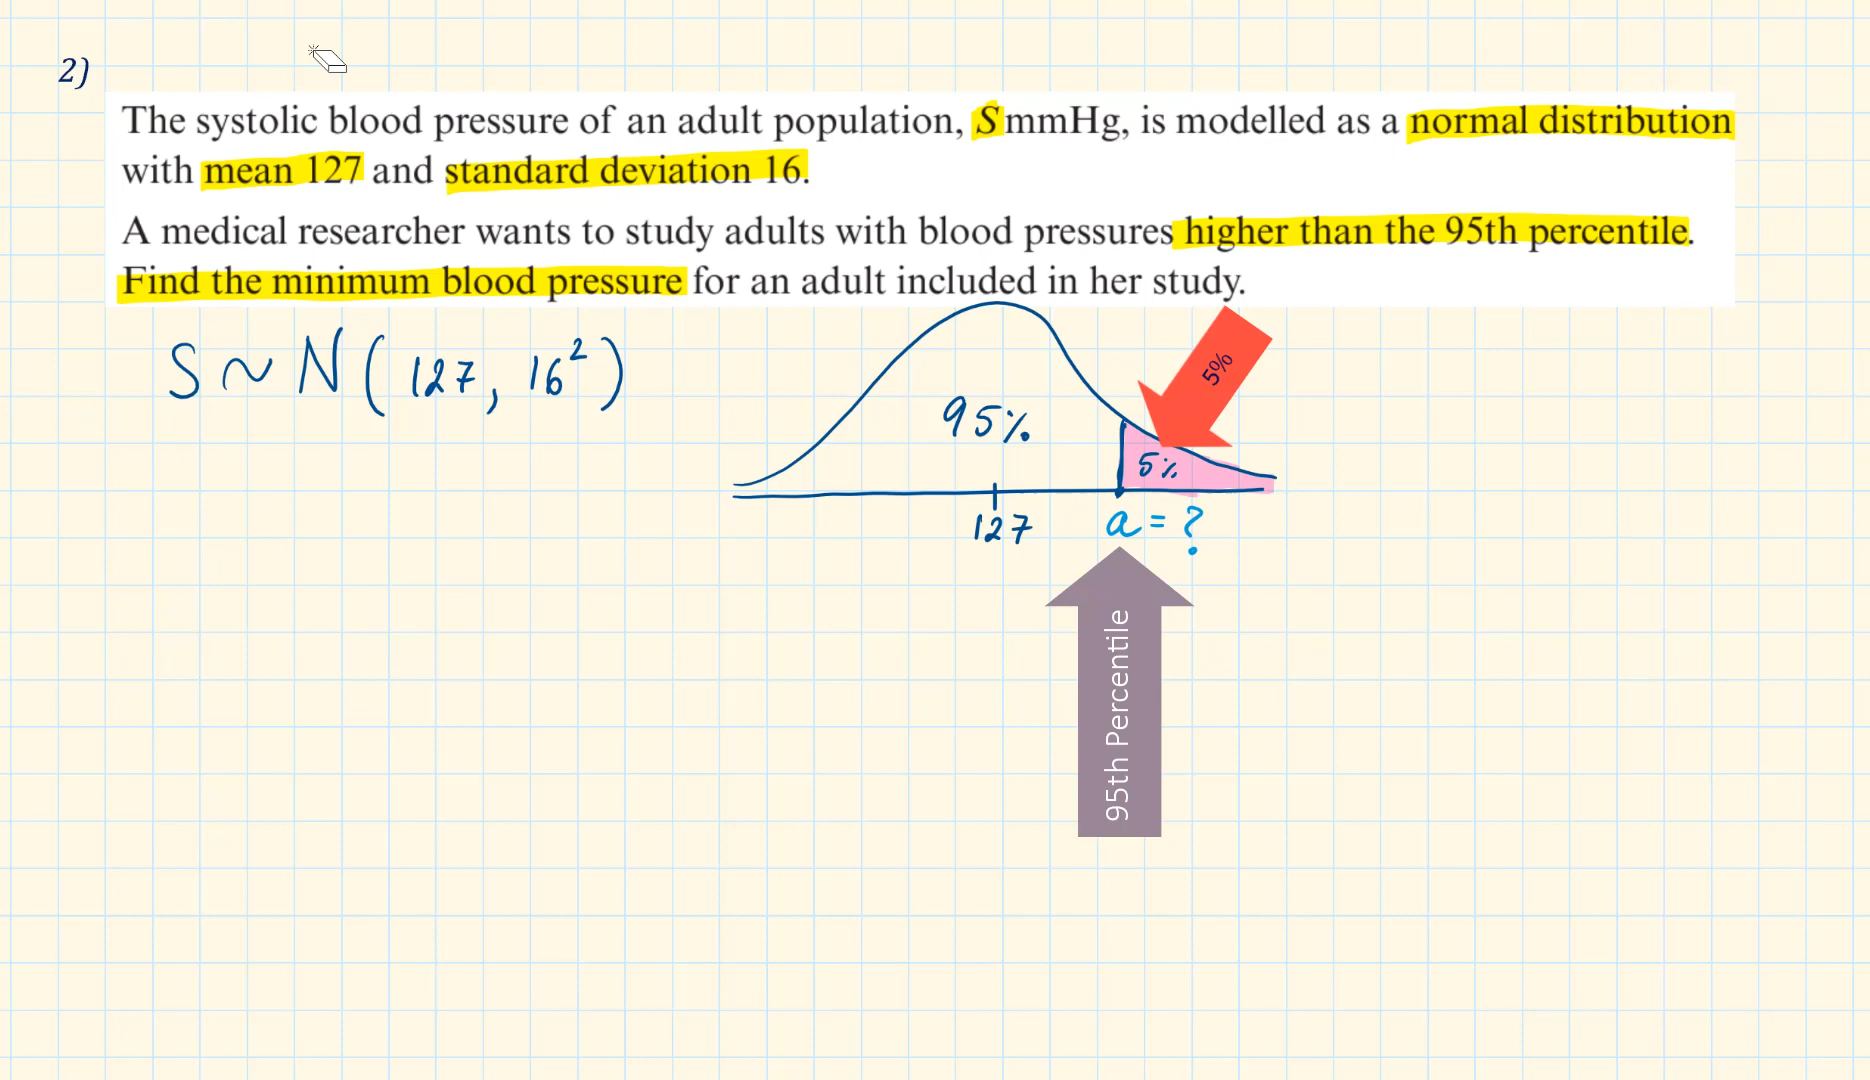 2)
The systolic blood pressure of an adult population, S mmHg, is modelled as a normal distribution
with mean 127 and standard deviation 16.
A medical researcher wants to study adults with blood pressures higher than the 95th percentile.
Find the minimum blood pressure for an adult included in her study.
S ~ N ( 127, 16² )
5%
95%
5%
127
a = ?
95th Percentile